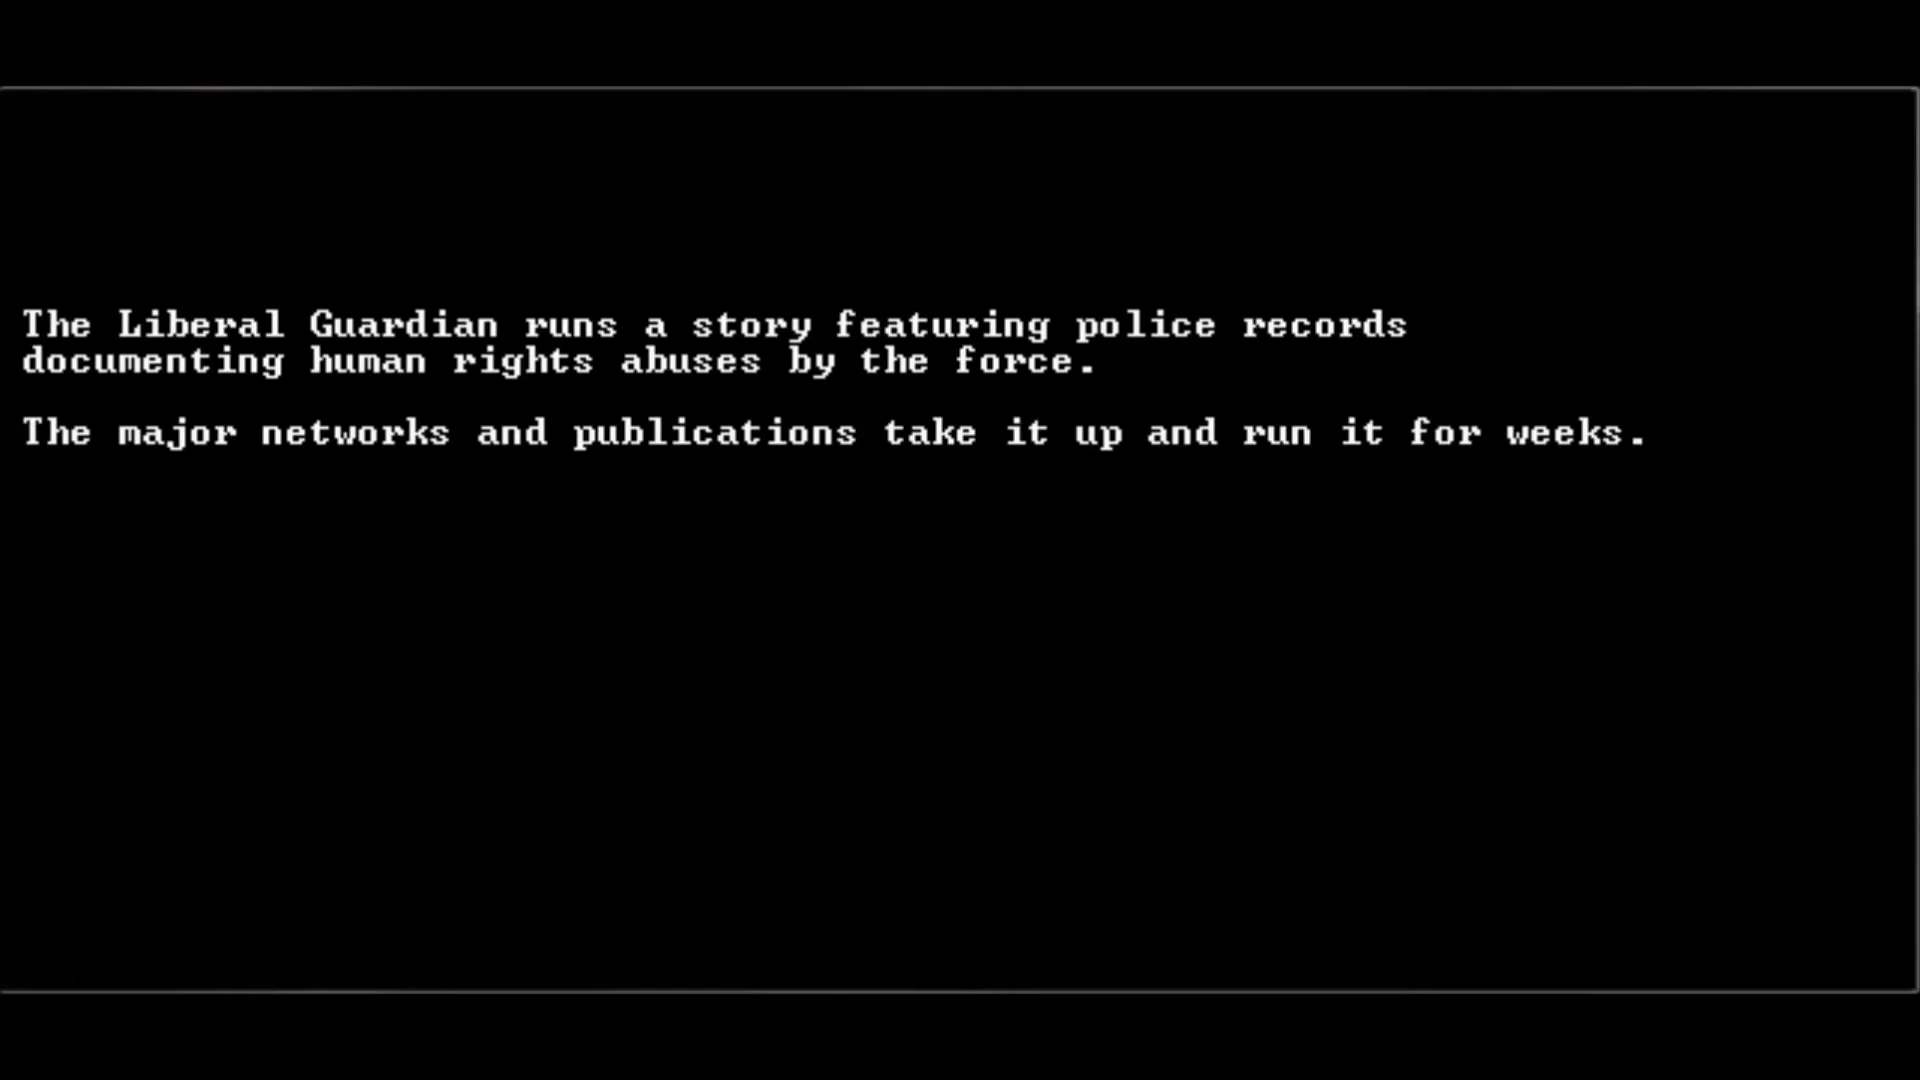 The Liberal Guardian runs a story featuring police records
documenting human rights abuses by the force.
The major networks and publications take it up and run it for weeks.